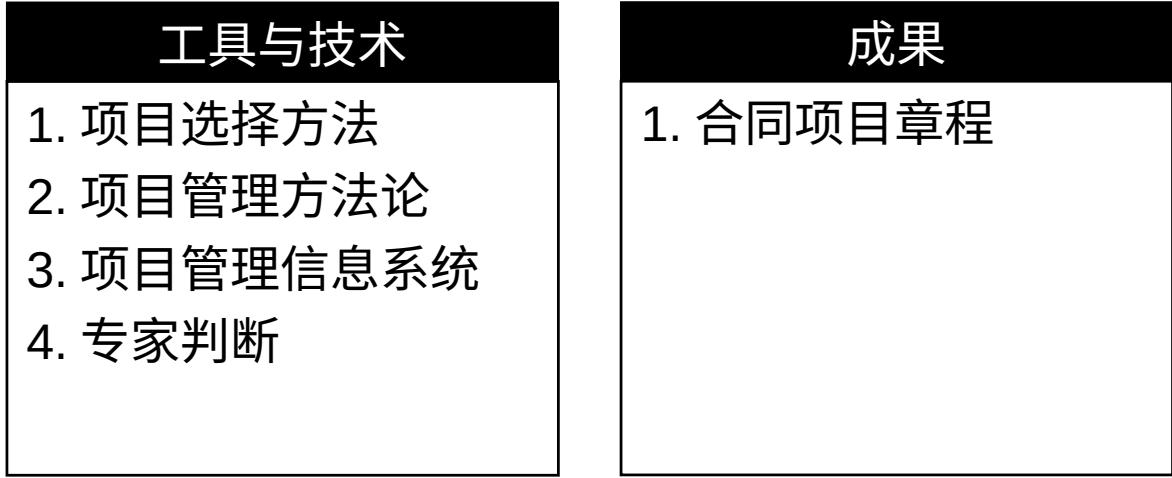 工具与技术
1. 项目选择方法
2. 项目管理方法论
3. 项目管理信息系统
4. 专家判断
成果
1. 合同项目章程